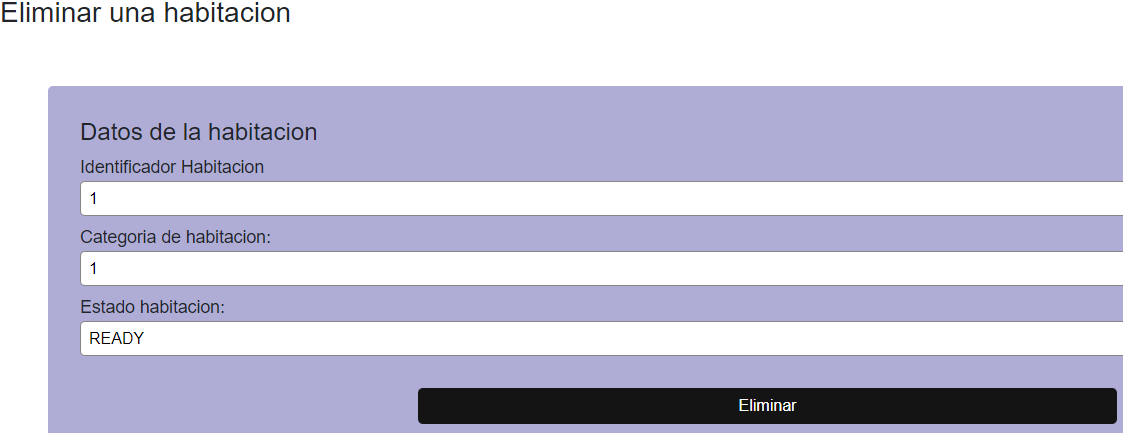 Eliminar una habitacion
Datos de la habitacion
Identificador Habitacion
1
Categoria de habitacion:
1
Estado habitacion:
READY
Eliminar